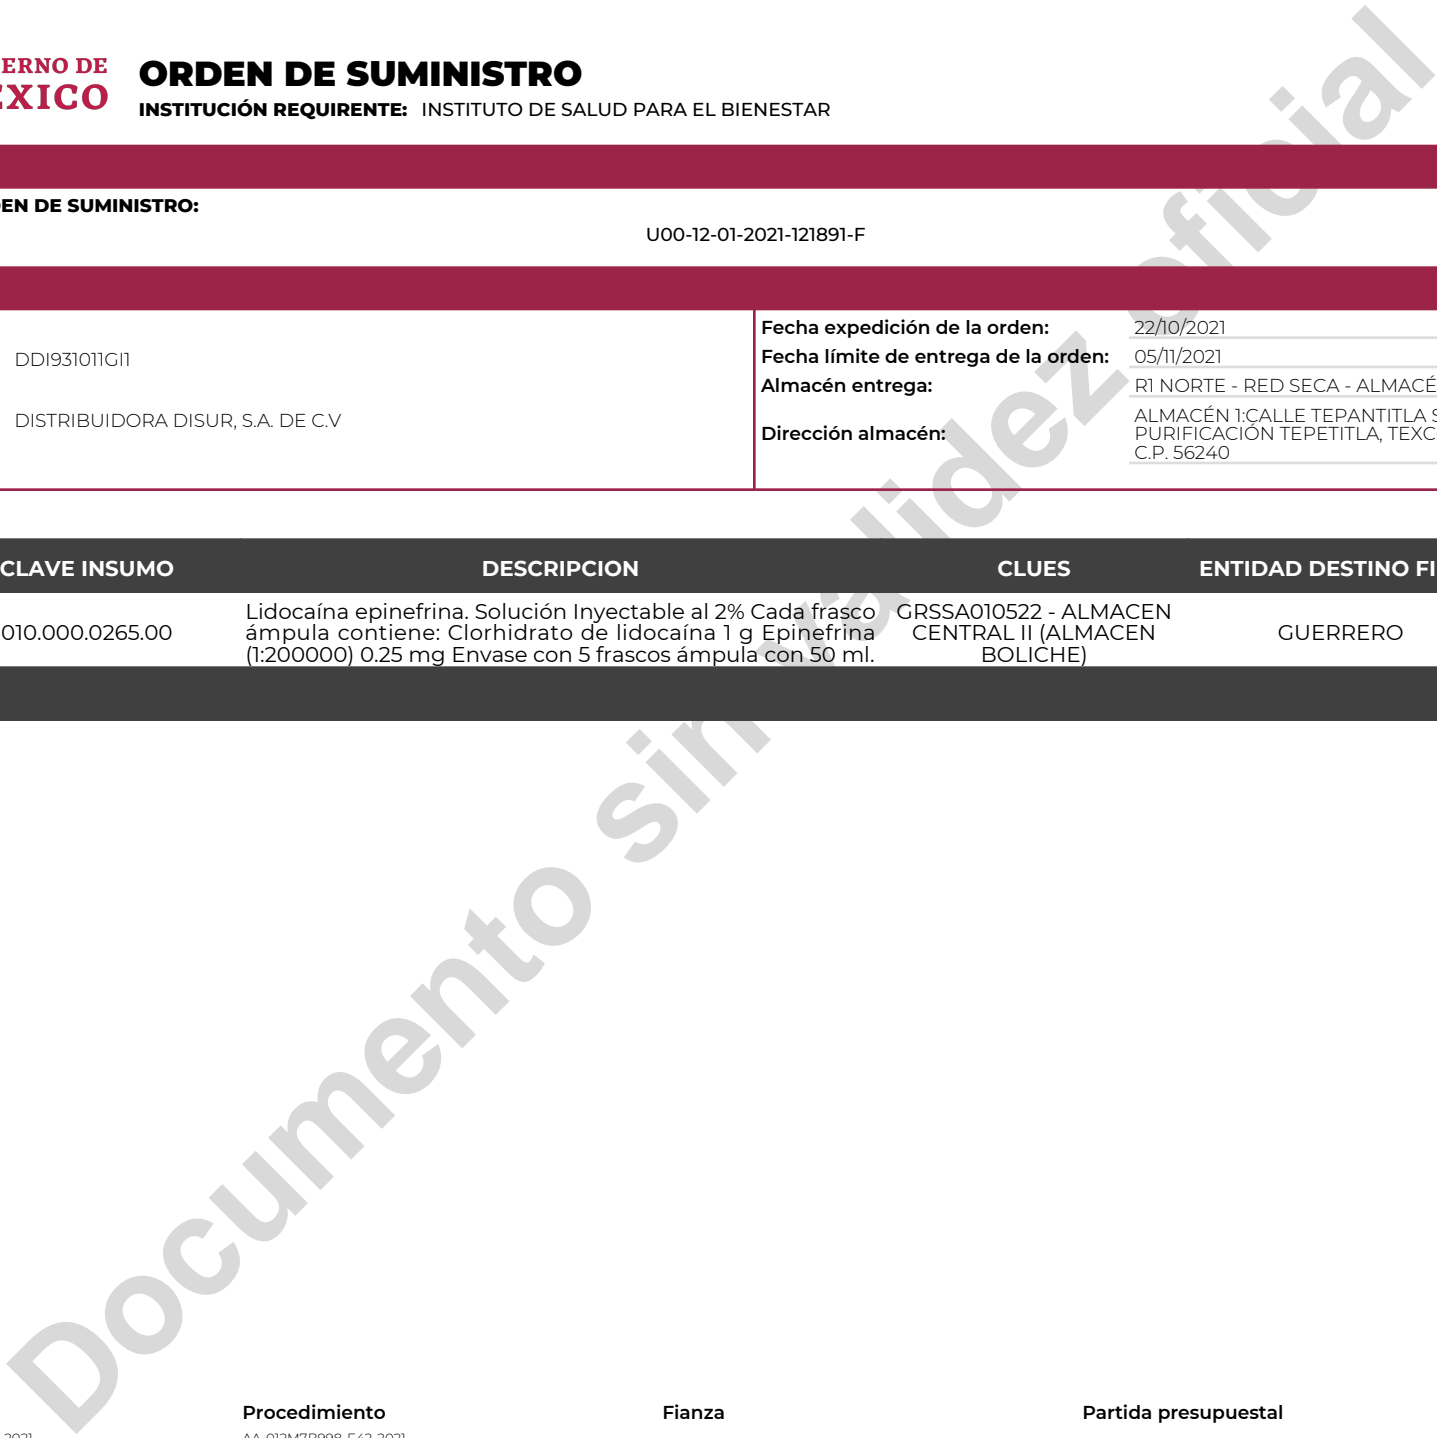 ERNO DE
EXICO
ORDEN DE SUMINISTRO
INSTITUCIÓN REQUIRENTE: INSTITUTO DE SALUD PARA EL BIENESTAR
EN DE SUMINISTRO:
U00-12-01-2021-121891-F
DDI931011GI1
DISTRIBUIDORA DISUR, S.A. DE C.V
Fecha expedición de la orden: 22/10/2021
Fecha límite de entrega de la orden: 05/11/2021
Almacén entrega: R1 NORTE - RED SECA - ALMACÉ
Dirección almacén:
ALMACÉN 1:CALLE TEPANTITLA S
PURIFICACIÓN TEPETITLA, TEXC
C.P. 56240
CLAVE INSUMO DESCRIPCION CLUES ENTIDAD DESTINO FI
010.000.0265.00
Lidocaína epinefrina. Solución Inyectable al 2% Cada frasco
ámpula contiene: Clorhidrato de lidocaína 1 g Epinefrina
(1:200000) 0.25 mg Envase con 5 frascos ámpula con 50 ml.
GRSSA010522 - ALMACEN
CENTRAL II (ALMACEN
BOLICHE)
GUERRERO
Documento sin validez oficial
Procedimiento Fianza Partida presupuestal